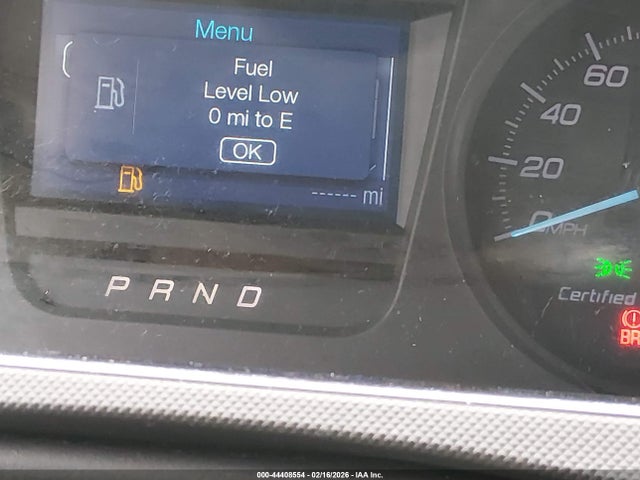 Menu
Fuel
Level Low
0 mi to E
OK
------ mi
P R N D
60
40
20
0 MPH
Certified
BR
000-44408554 - 02/16/2026 - IAA Inc.